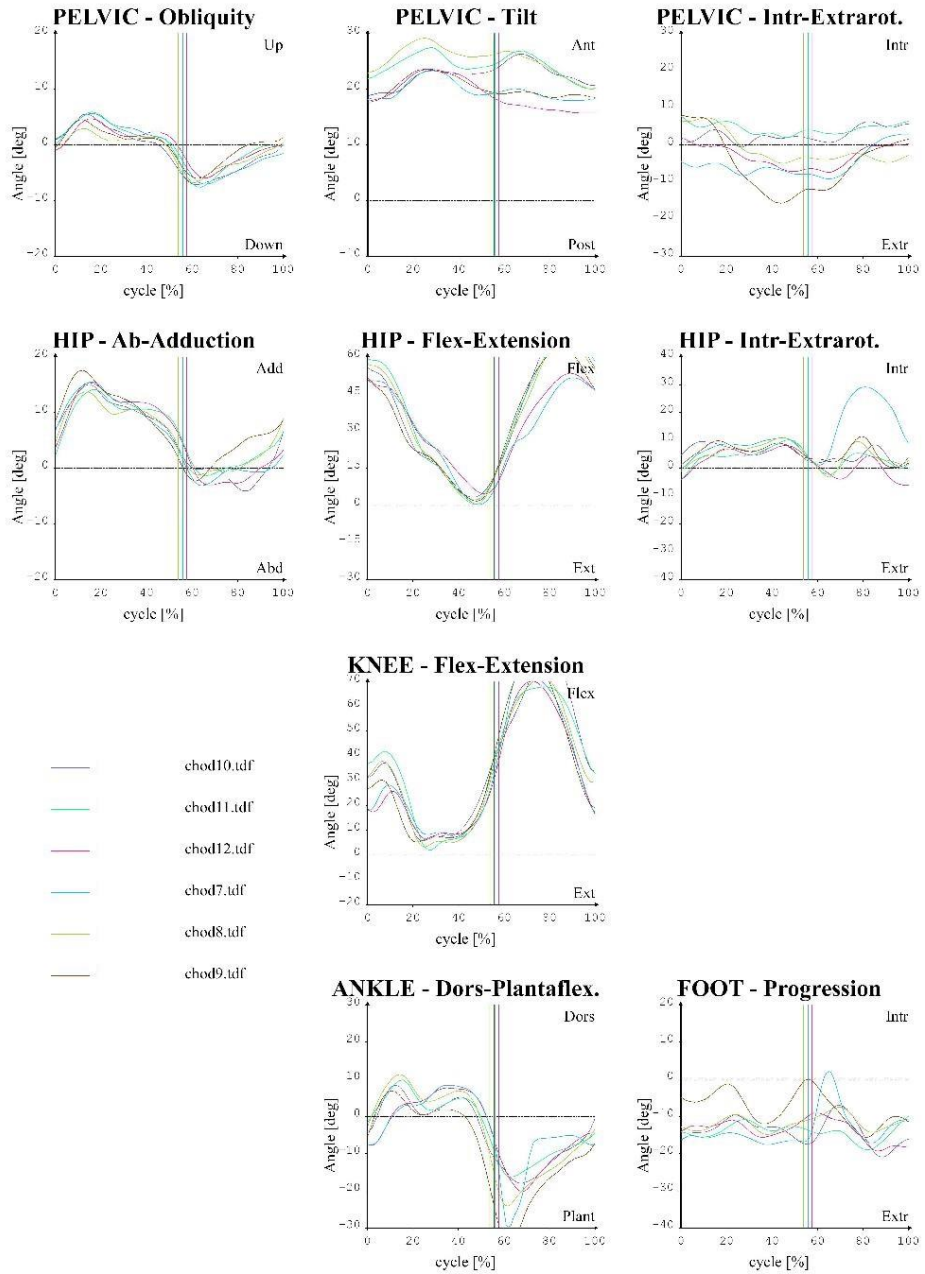 PELVIC - Obliquity
20
10
0
-10
-20
Angle [deg]
Up
Down
0 20 40 60 80 100
cycle [%]
PELVIC - Tilt
30
20
10
0
-10
Angle [deg]
Ant
Post
0 20 40 60 80 100
cycle [%]
PELVIC - Intr-Extrarot.
30
20
10
0
-10
-20
-30
Angle [deg]
Intr
Extr
0 20 40 60 80 100
cycle [%]
HIP - Ab-Adduction
20
10
0
-10
-20
Angle [deg]
Add
Abd
0 20 40 60 80 100
cycle [%]
HIP - Flex-Extension
60
45
30
15
0
-15
-30
Angle [deg]
Flex
Ext
0 20 40 60 80 100
cycle [%]
HIP - Intr-Extrarot.
40
30
20
10
0
-10
-20
-30
-40
Angle [deg]
Intr
Extr
0 20 40 60 80 100
cycle [%]
KNEE - Flex-Extension
70
60
50
40
30
20
10
0
-10
-20
Angle [deg]
Flex
Ext
0 20 40 60 80 100
cycle [%]
chod10.tdf
chod11.tdf
chod12.tdf
chod7.tdf
chod8.tdf
chod9.tdf
ANKLE - Dors-Plantaflex.
30
20
10
0
-10
-20
-30
Angle [deg]
Dors
Plant
0 20 40 60 80 100
cycle [%]
FOOT - Progression
20
10
0
-10
-20
-30
-40
Angle [deg]
Intr
Extr
0 20 40 60 80 100
cycle [%]